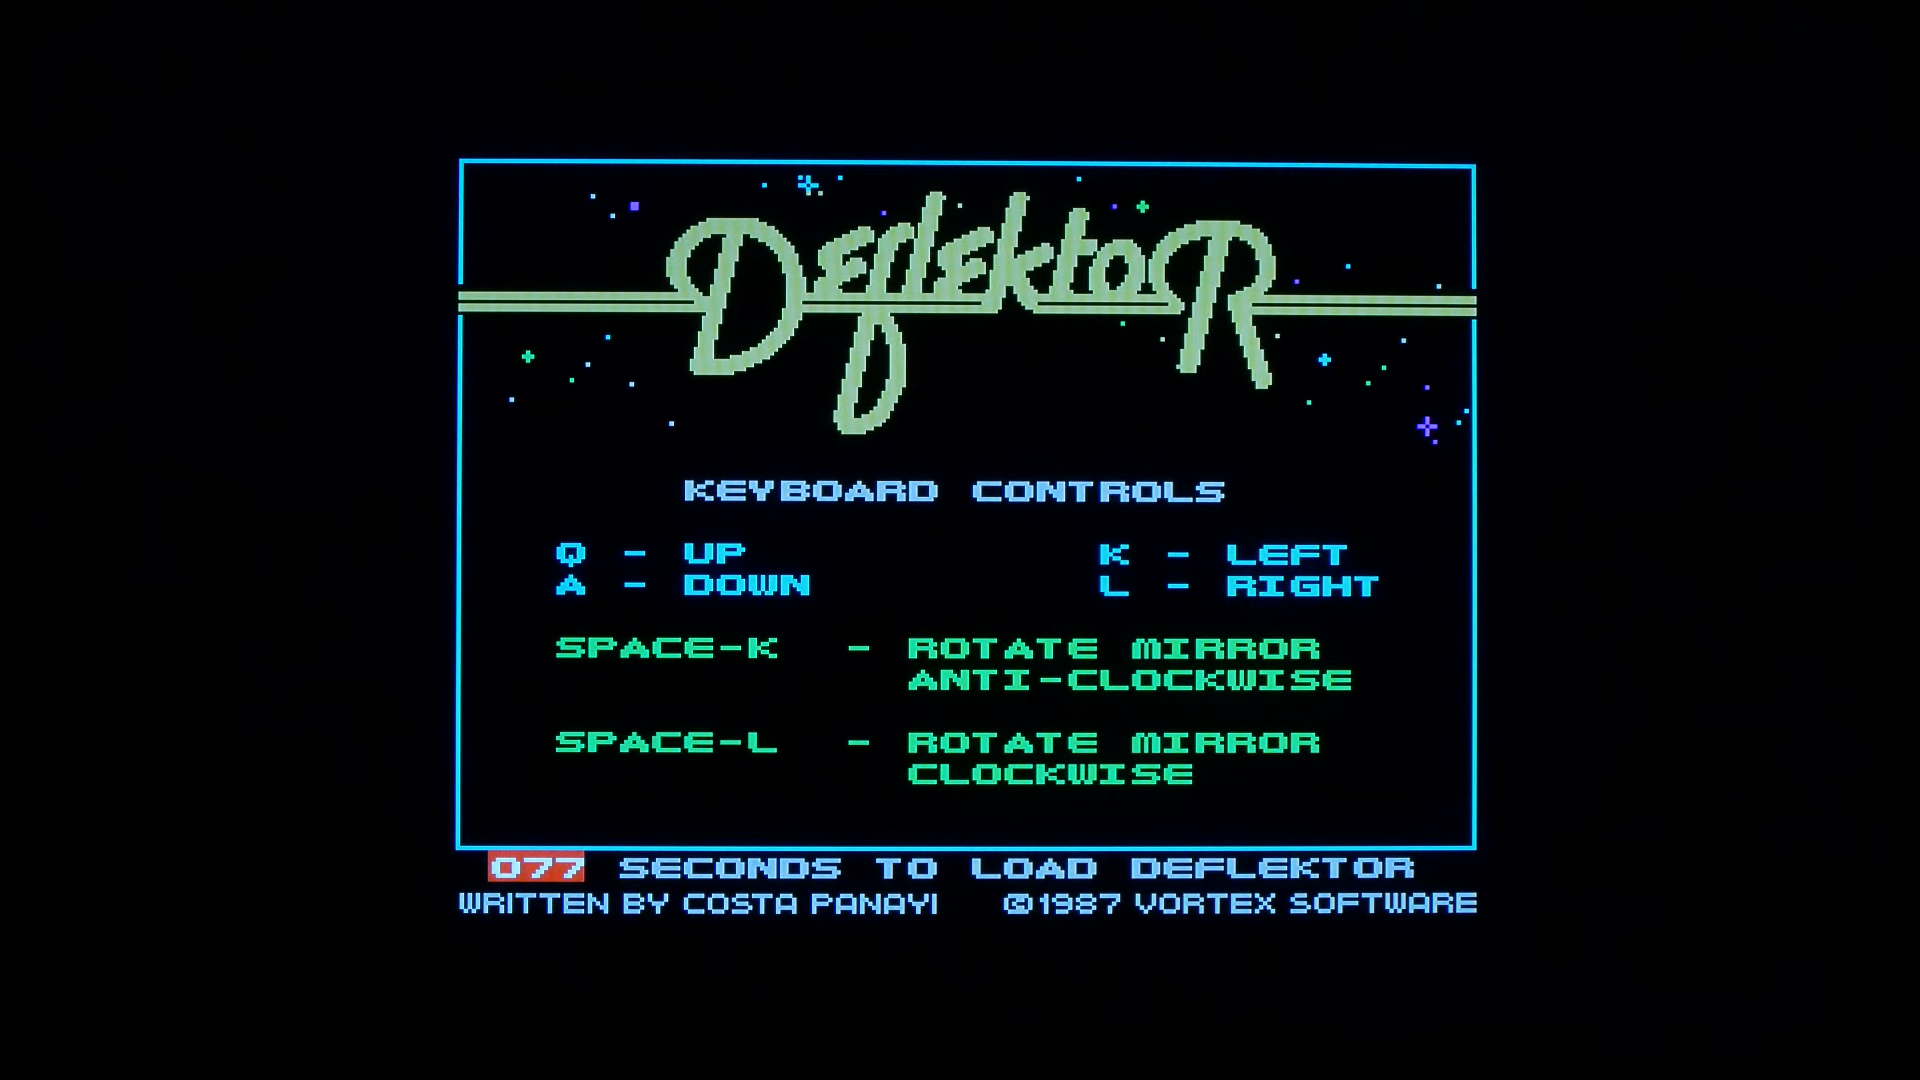 DeflektoR
KEYBOARD CONTROLS
Q - UP K - LEFT
A - DOWN L - RIGHT
SPACE-K - ROTATE MIRROR
ANTI-CLOCKWISE
SPACE-L - ROTATE MIRROR
CLOCKWISE
077 SECONDS TO LOAD DEFLEKTOR
WRITTEN BY COSTA PANAYI ©1987 VORTEX SOFTWARE